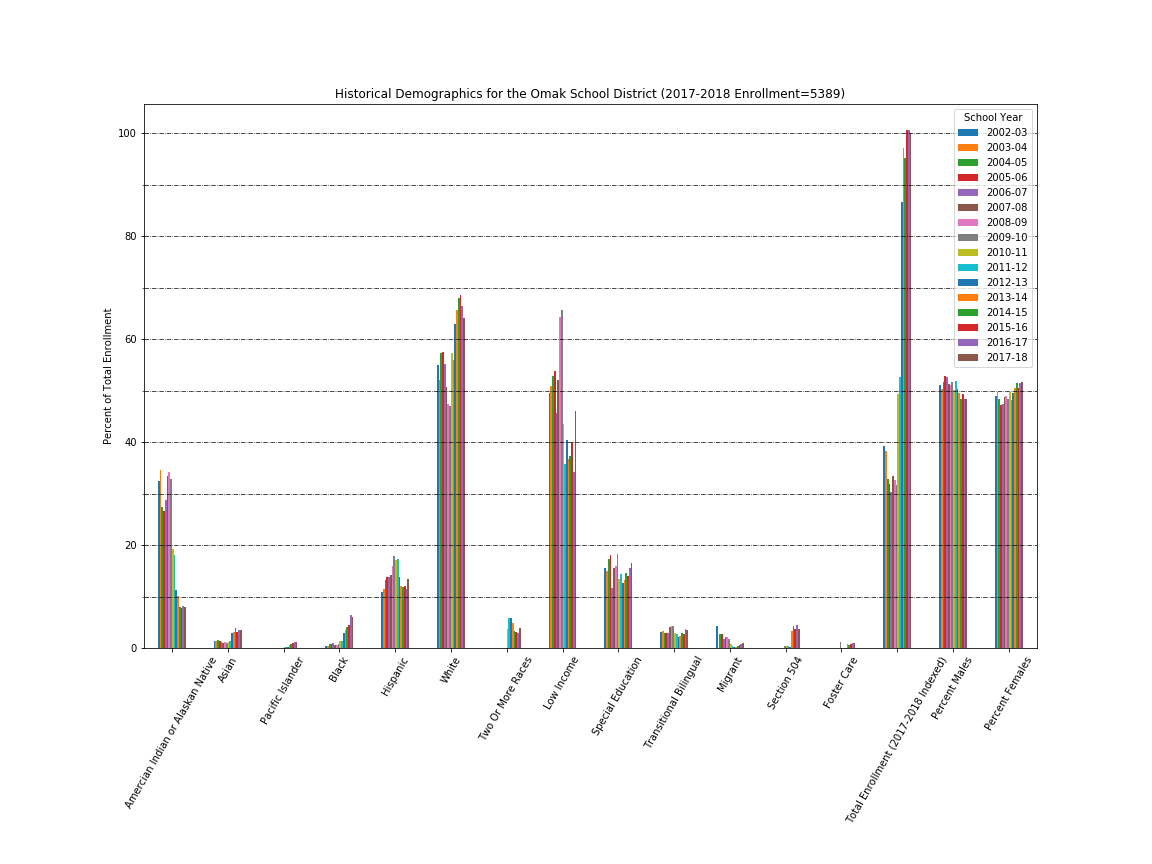 Historical Demographics for the Omak School District (2017-2018 Enrollment=5389)
Percent of Total Enrollment
100
80
60
40
20
0
School Year
2002-03
2003-04
2004-05
2005-06
2006-07
2007-08
2008-09
2009-10
2010-11
2011-12
2012-13
2013-14
2014-15
2015-16
2016-17
2017-18
Amercian Indian or Alaskan Native
Asian
Pacific Islander
Black
Hispanic
White
Two Or More Races
Low Income
Special Education
Transitional Bilingual
Migrant
Section 504
Foster Care
Total Enrollment (2017-2018 Indexed)
Percent Males
Percent Females